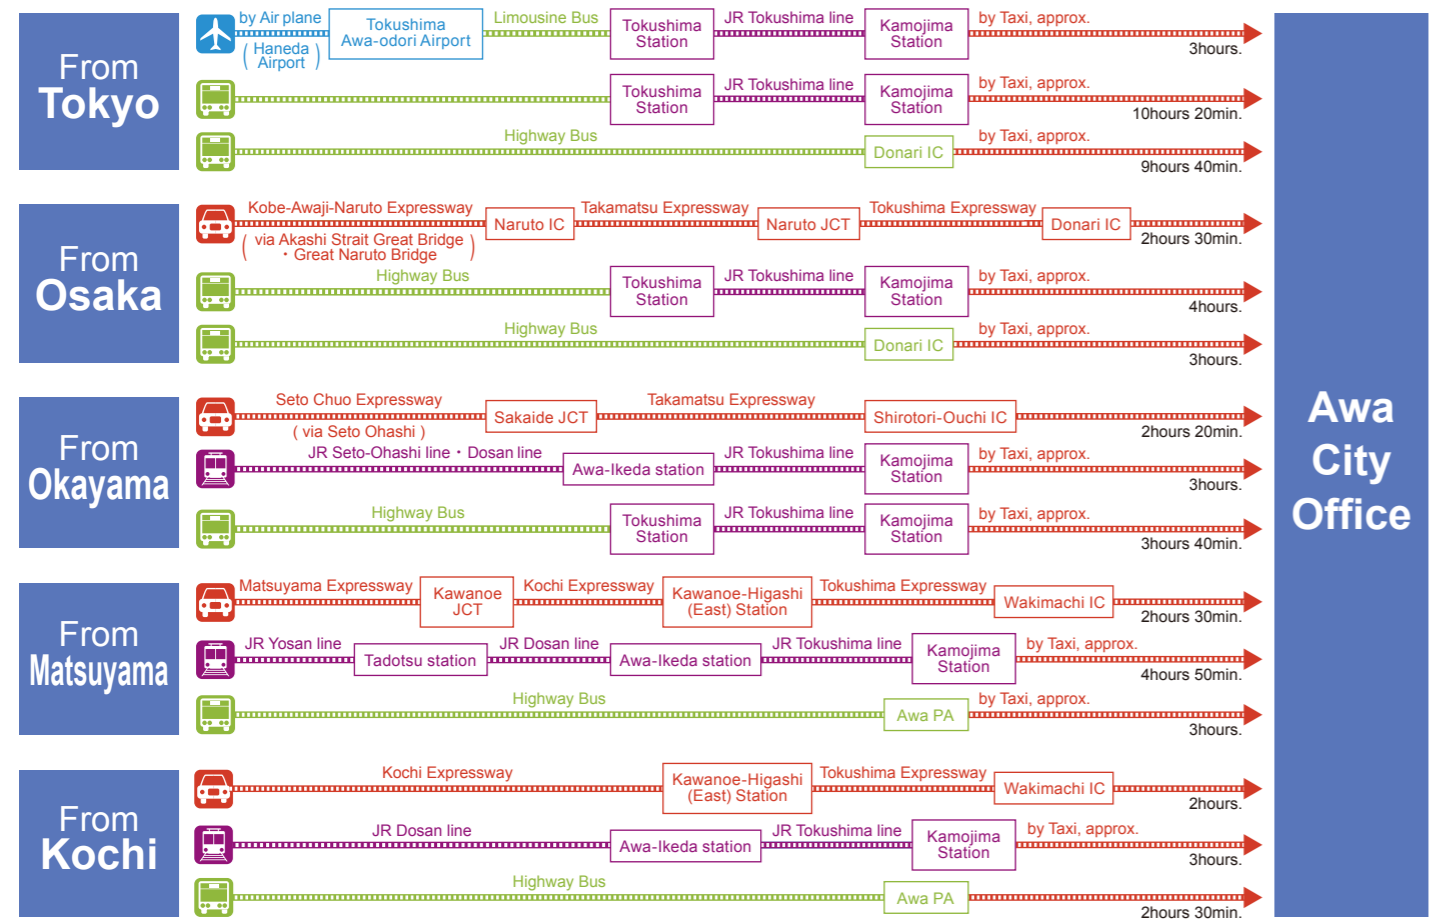 From
Tokyo
by Air plane
( Haneda
Airport )
Tokushima
Awa-odori Airport
Limousine Bus
Tokushima
Station
JR Tokushima line
Kamojima
Station
by Taxi, approx.
3hours.
Tokushima
Station
JR Tokushima line
Kamojima
Station
by Taxi, approx.
10hours 20min.
Highway Bus
Donari IC
by Taxi, approx.
9hours 40min.
From
Osaka
Kobe-Awaji-Naruto Expressway
( via Akashi Strait Great Bridge
・Great Naruto Bridge )
Naruto IC
Takamatsu Expressway
Naruto JCT
Tokushima Expressway
Donari IC
2hours 30min.
Highway Bus
Tokushima
Station
JR Tokushima line
Kamojima
Station
by Taxi, approx.
4hours.
Highway Bus
Donari IC
by Taxi, approx.
3hours.
From
Okayama
Seto Chuo Expressway
( via Seto Ohashi )
Sakaide JCT
Takamatsu Expressway
Shirotori-Ouchi IC
2hours 20min.
JR Seto-Ohashi line・Dosan line
Awa-Ikeda station
JR Tokushima line
Kamojima
Station
by Taxi, approx.
3hours.
Highway Bus
Tokushima
Station
JR Tokushima line
Kamojima
Station
by Taxi, approx.
3hours 40min.
From
Matsuyama
Matsuyama Expressway
Kawanoe
JCT
Kochi Expressway
Kawanoe-Higashi
(East) Station
Tokushima Expressway
Wakimachi IC
2hours 30min.
JR Yosan line
Tadotsu station
JR Dosan line
Awa-Ikeda station
JR Tokushima line
Kamojima
Station
by Taxi, approx.
4hours 50min.
Highway Bus
Awa PA
by Taxi, approx.
3hours.
From
Kochi
Kochi Expressway
Kawanoe-Higashi
(East) Station
Tokushima Expressway
Wakimachi IC
2hours.
JR Dosan line
Awa-Ikeda station
JR Tokushima line
Kamojima
Station
by Taxi, approx.
3hours.
Highway Bus
Awa PA
2hours 30min.
Awa
City
Office